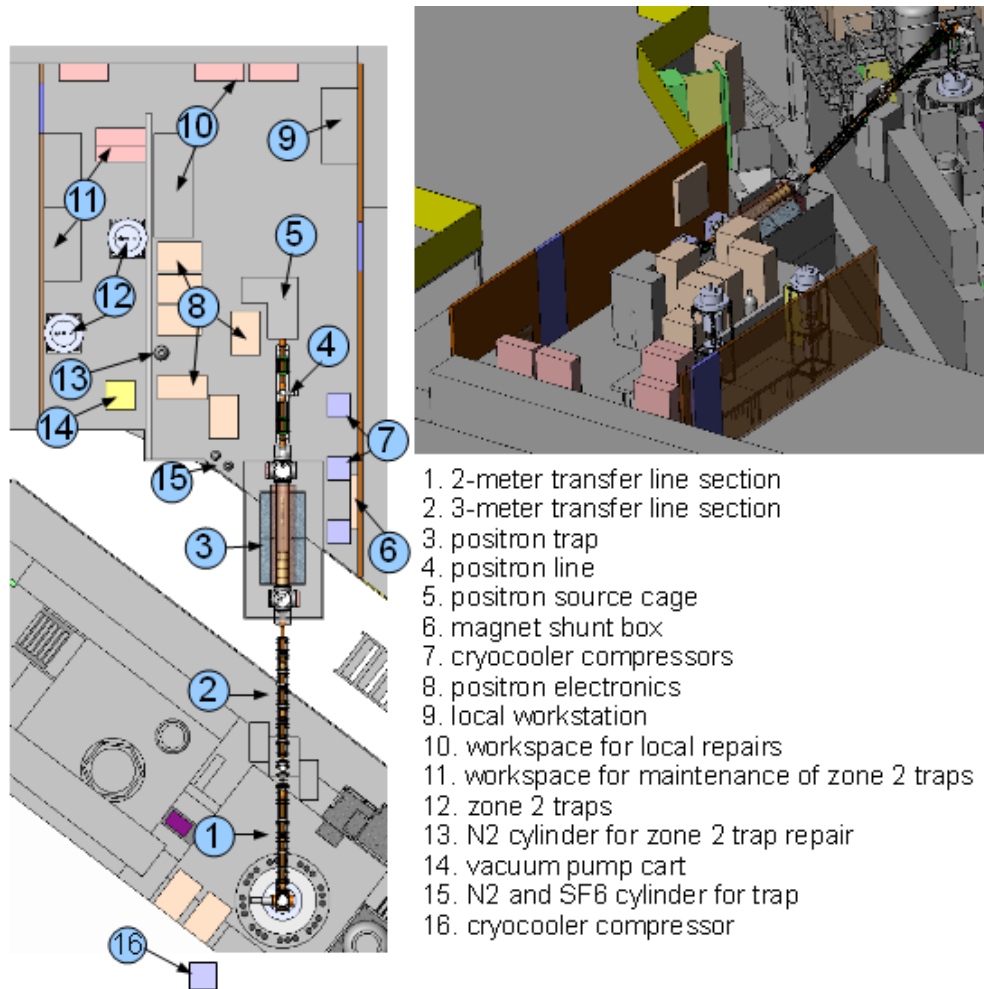 10
9
11
5
12
8
4
13
14
7
15
3
6
2
1
16
1. 2-meter transfer line section
2. 3-meter transfer line section
3. positron trap
4. positron line
5. positron source cage
6. magnet shunt box
7. cryocooler compressors
8. positron electronics
9. local workstation
10. workspace for local repairs
11. workspace for maintenance of zone 2 traps
12. zone 2 traps
13. N2 cylinder for zone 2 trap repair
14. vacuum pump cart
15. N2 and SF6 cylinder for trap
16. cryocooler compressor